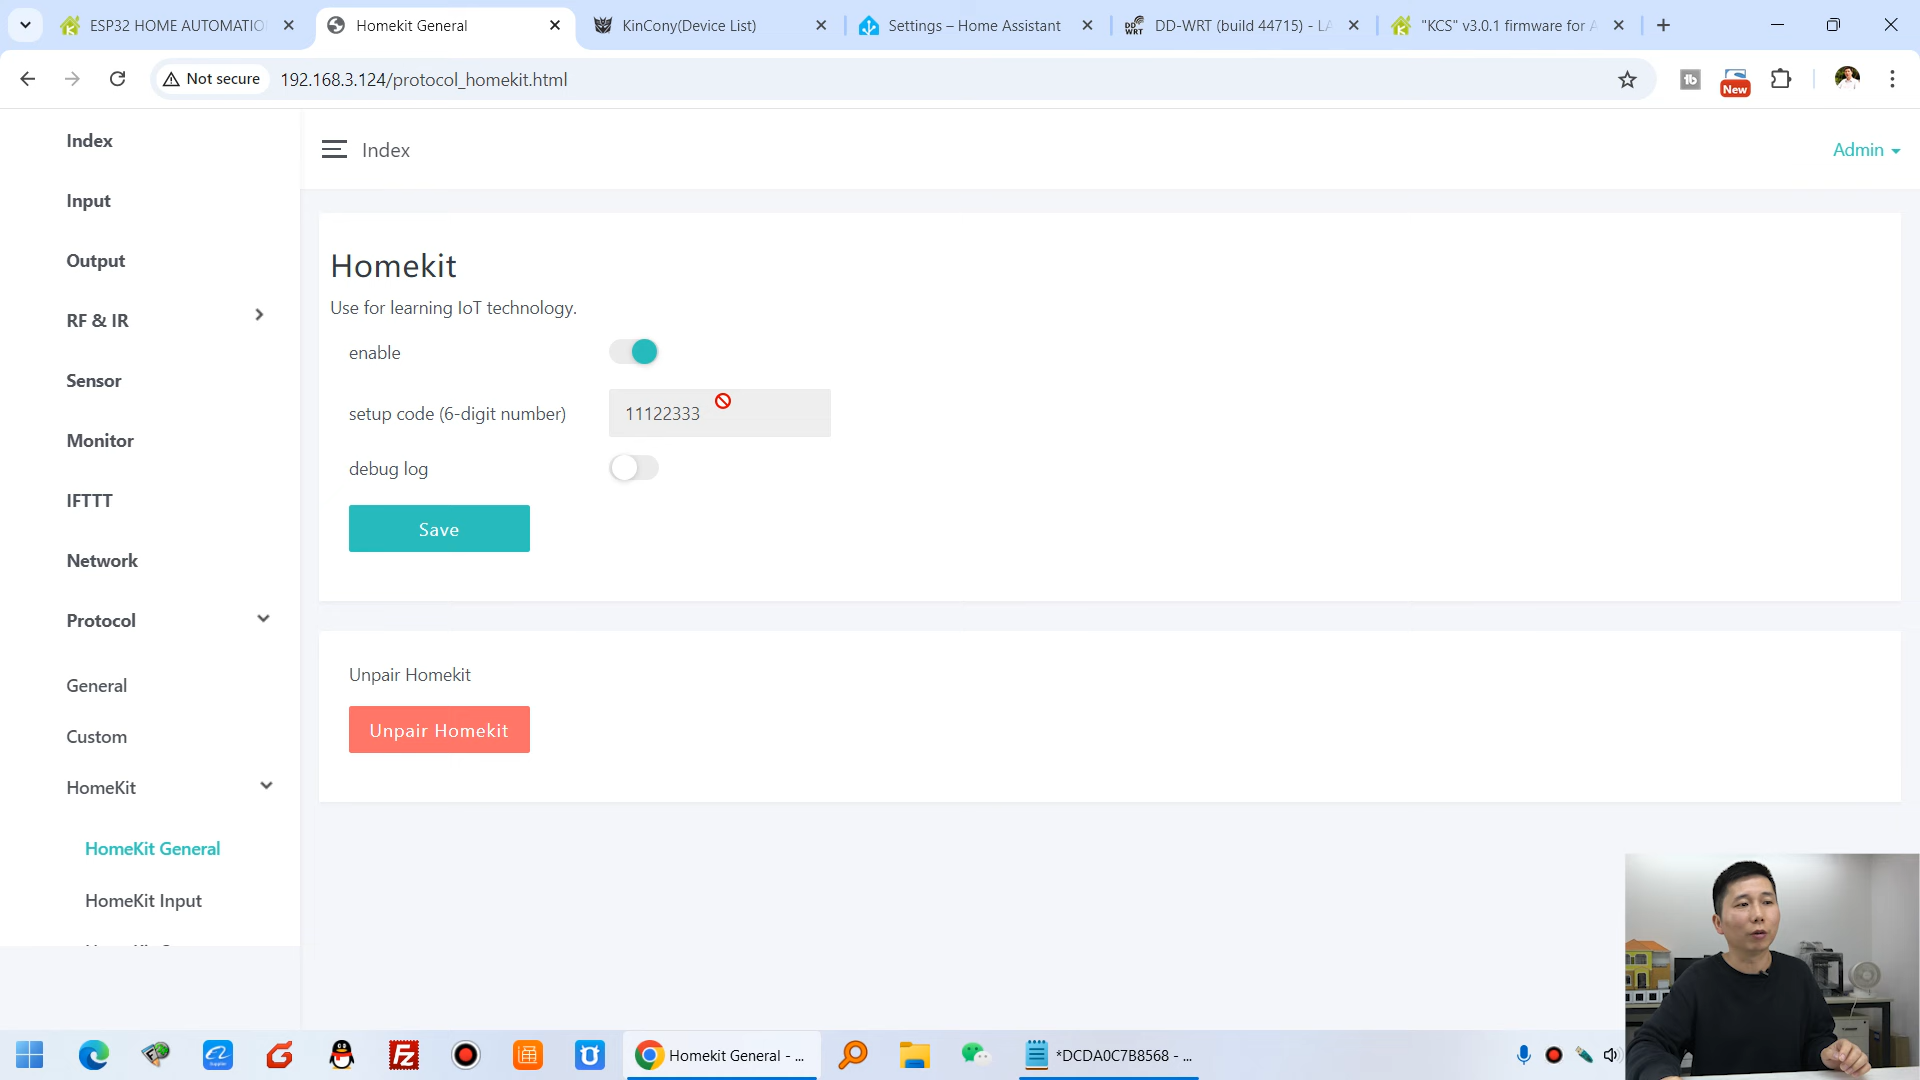 ESP32 HOME AUTOMATIO
Homekit General
KinCony(Device List)
Settings – Home Assistant
DD-WRT (build 44715) - LA
"KCS" v3.0.1 firmware for A
Not secure
192.168.3.124/protocol_homekit.html
New
Index
Input
Output
RF & IR
Sensor
Monitor
IFTTT
Network
Protocol
General
Custom
HomeKit
HomeKit General
HomeKit Input
Index
Admin
Homekit
Use for learning IoT technology.
enable
setup code (6-digit number)
11122333
debug log
Save
Unpair Homekit
Unpair Homekit
Homekit General - ...
*DCDA0C7B8568 - ...